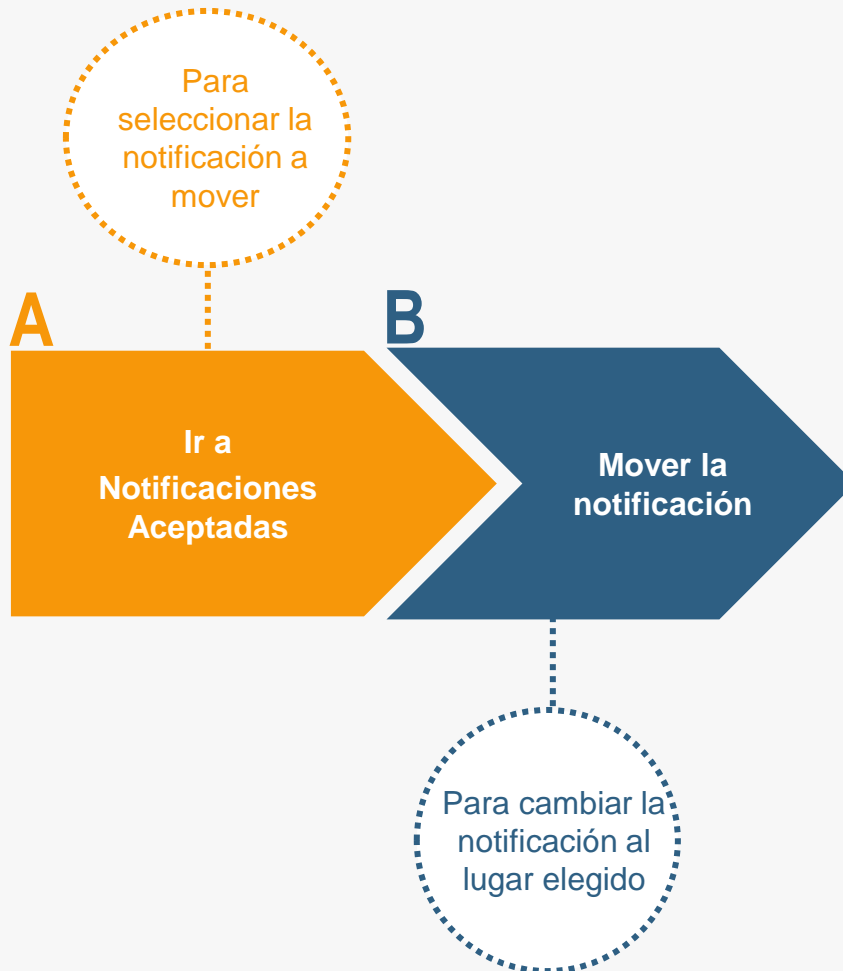 Para
seleccionar la
notificación a
mover
A
Ir a
Notificaciones
Aceptadas
B
Mover la
notificación
Para cambiar la
notificación al
lugar elegido